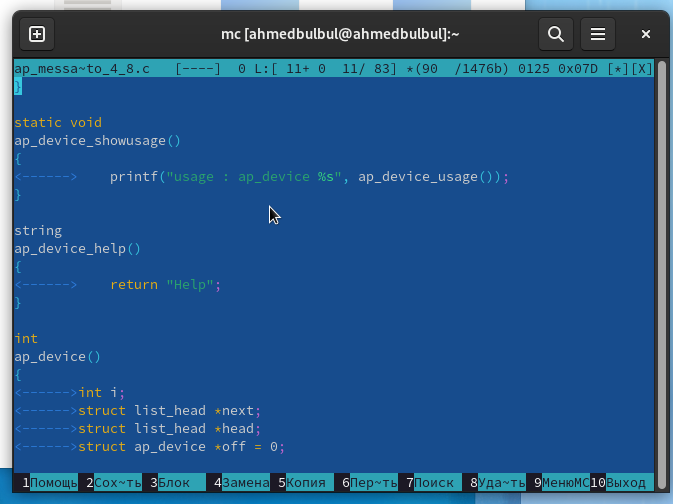 mc [ahmedbulbul@ahmedbulbul]:~
ap_messa~to_4_8.c   [----]  0 L:[ 11+ 0  11/ 83] *(90  /1476b) 0125 0x07D [*][X]
}
static void
ap_device_showusage()
{
<------>    printf("usage : ap_device %s", ap_device_usage());
}
string
ap_device_help()
{
<------>    return "Help";
}
int
ap_device()
{
<------>int i;
<------>struct list_head *next;
<------>struct list_head *head;
<------>struct ap_device *off = 0;
1Помощь 2Сох~ть 3Блок 4Замена 5Копия 6Пер~ть 7Поиск 8Уда~ть 9МенюMC 10Выход